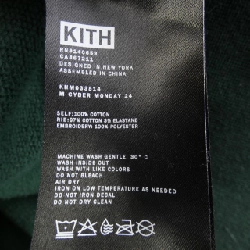 KITH
DESIGNED IN NEW YORK
ASSEMBLED IN CHINA
M CYBER MONDAY 24
SELF: 100% COTTON
RIB: 97% COTTON 3% ELASTANE
EMBROIDERY 100% POLYESTER
MACHINE WASH GENTLE 30° C
WASH INSIDE OUT
WASH WITH LIKE COLORS
DO NOT BLEACH
AIR DRY
IRON ON LOW TEMPERATURE AS NEEDED
DO NOT IRON DECAL
DO NOT DRY CLEAN